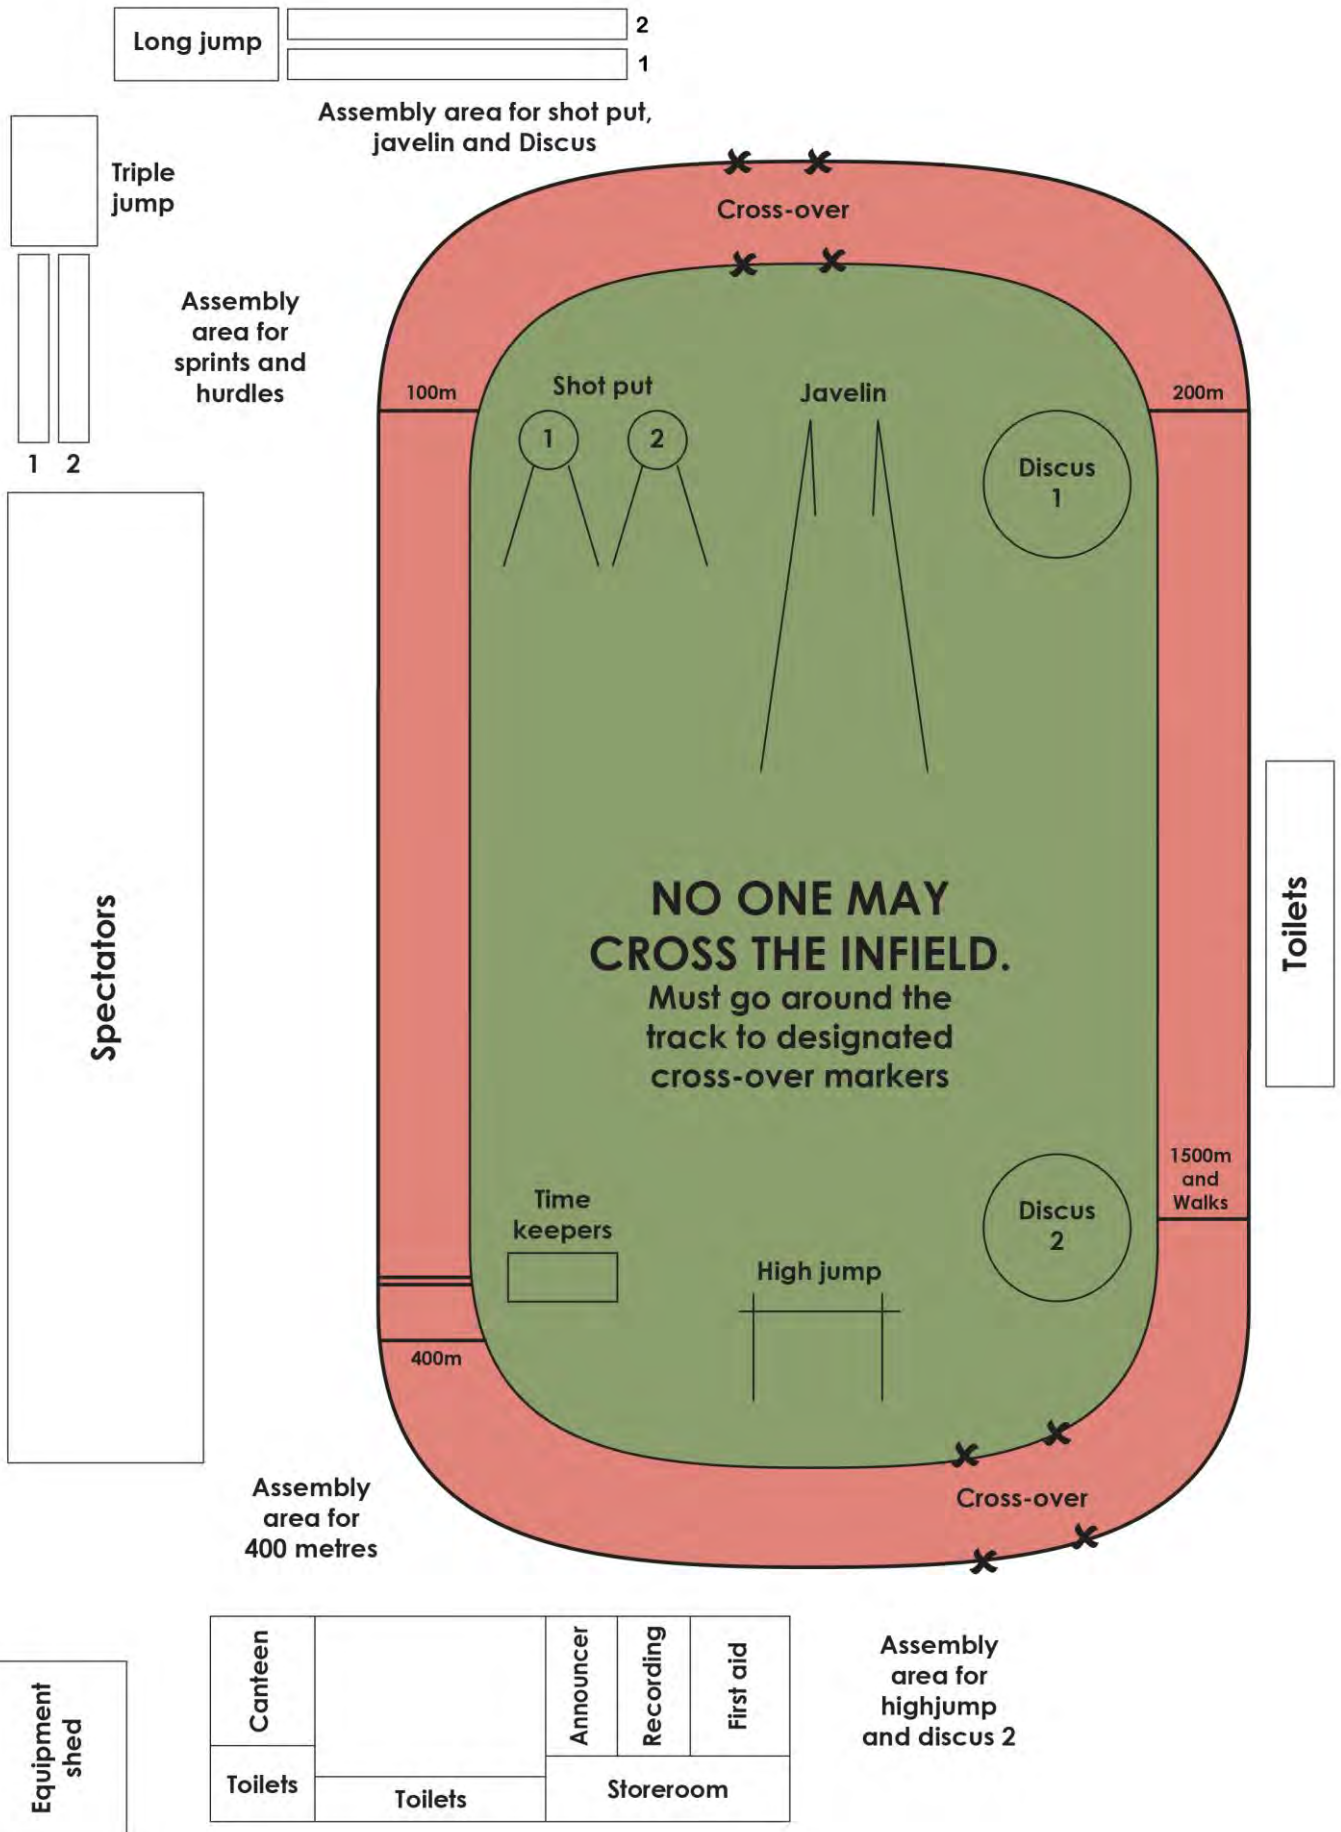 Long jump
2
1
Assembly area for shot put,
javelin and Discus
Triple
jump
Cross-over
Assembly
area for
sprints and
hurdles
1 2
100m
Shot put
1
2
Javelin
200m
Discus
1
Spectators
NO ONE MAY
CROSS THE INFIELD.
Must go around the
track to designated
cross-over markers
Toilets
1500m
and
Walks
Time
keepers
Discus
2
High jump
400m
Cross-over
Assembly
area for
400 metres
Canteen
Announcer
Recording
First aid
Assembly
area for
highjump
and discus 2
Equipment
shed
Toilets
Toilets
Storeroom